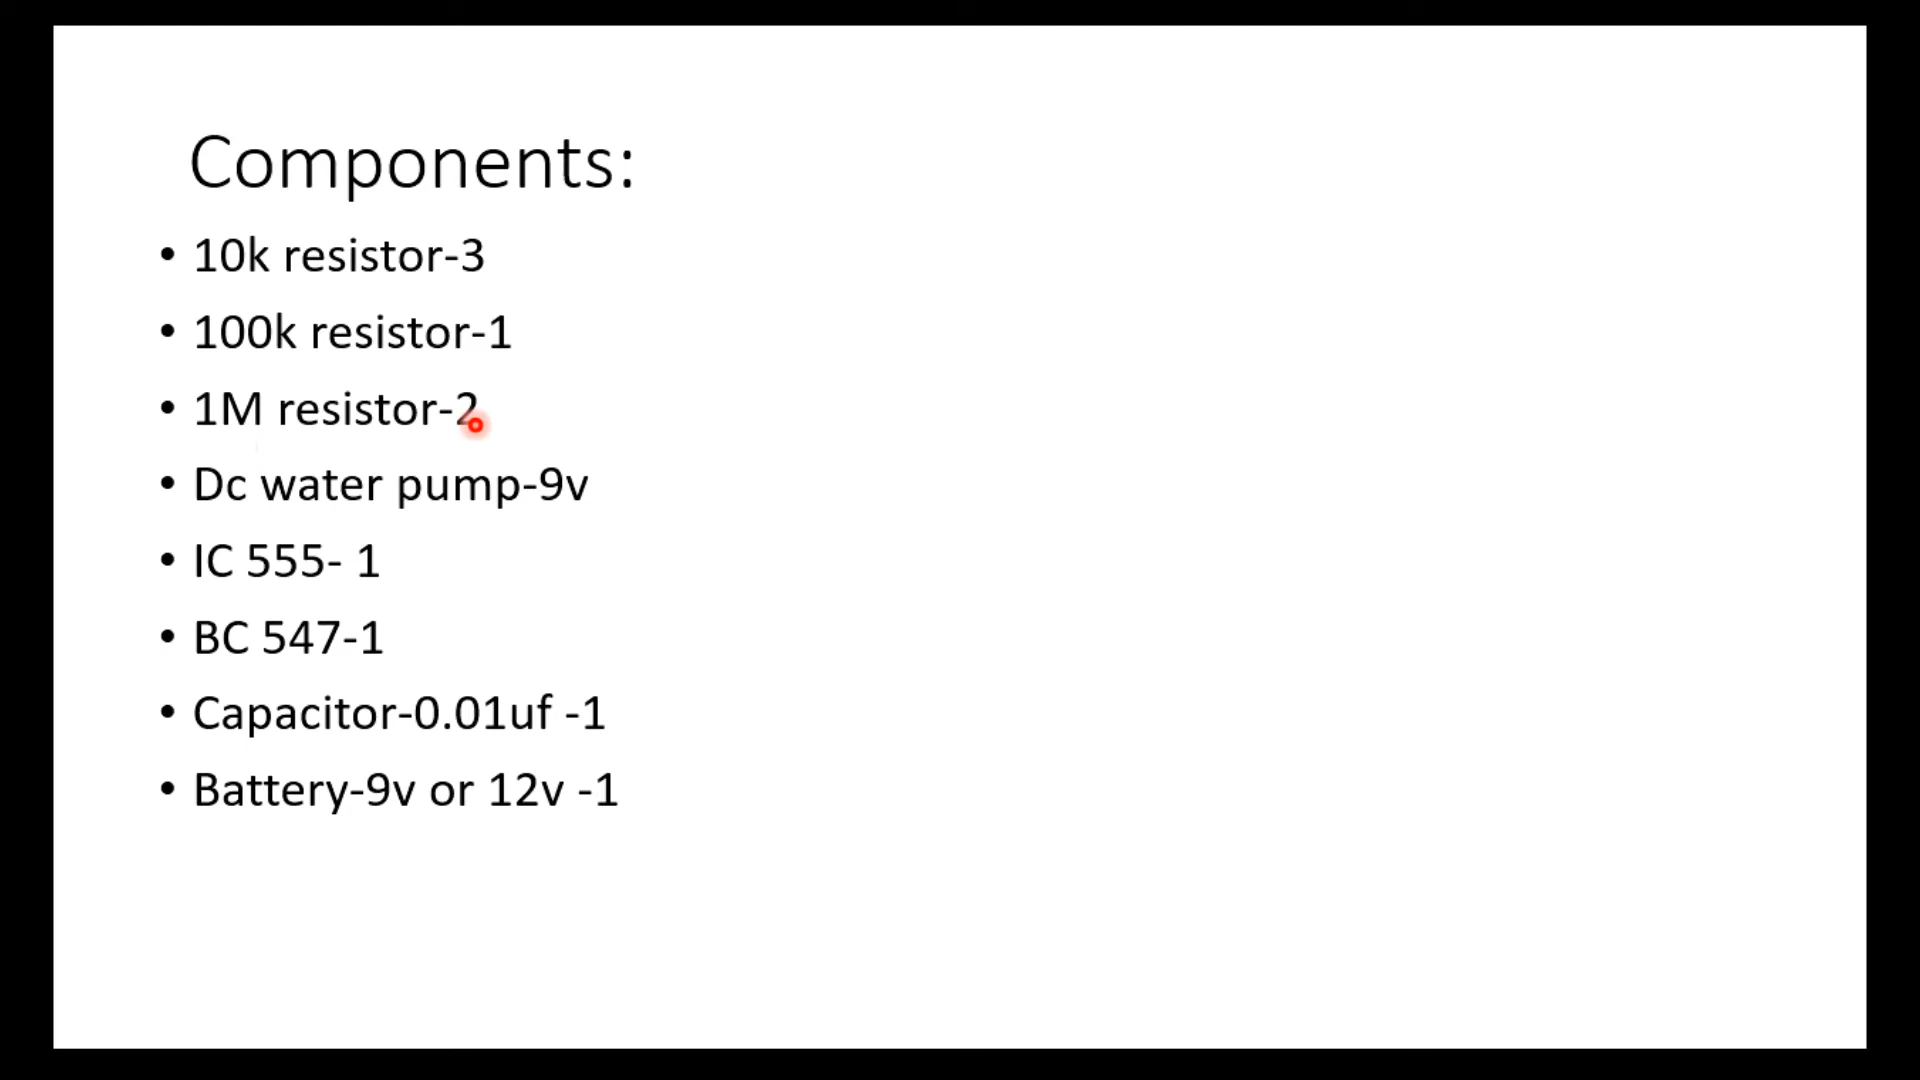 Components:
• 10k resistor-3
• 100k resistor-1
• 1M resistor-2
• Dc water pump-9v
• IC 555- 1
• BC 547-1
• Capacitor-0.01uf -1
• Battery-9v or 12v -1